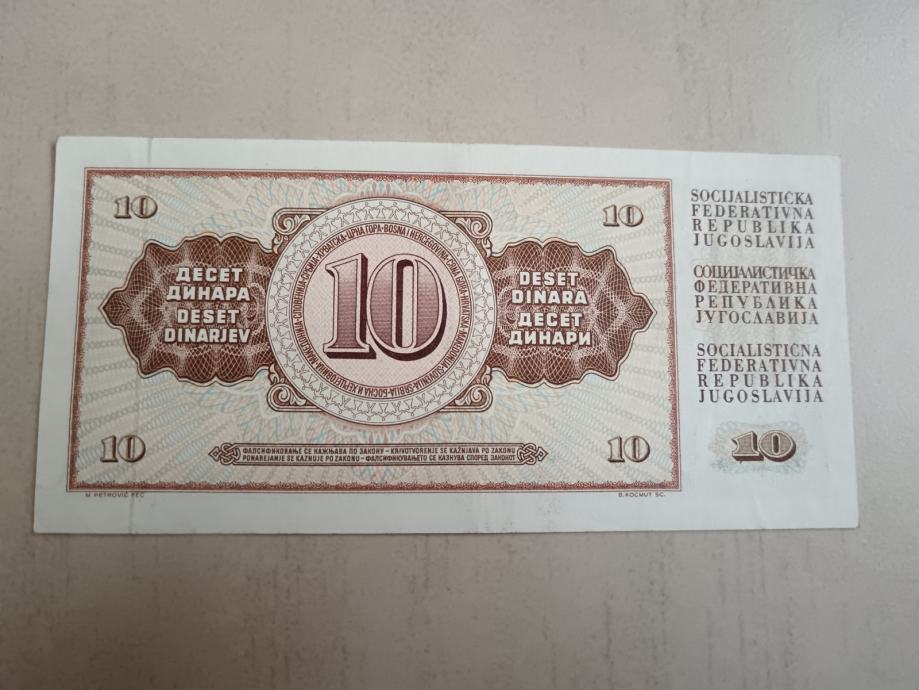 10
10
ДЕСЕТ
ДИНАРА
DESET
DINARJEV
10
DESET
DINARA
ДЕСЕТ
ДИНАРИ
10
10
ФАЛСИФИКОВАЊЕ СЕ КАЖЊАВА ПО ЗАКОНУ – KRIVOTVORENJE SE KAŽNJAVA PO ZAKONU
PONAREJANJE SE KAZNUJE PO ZAKONU – ФАЛСИФИКУВАЊЕТО СЕ КАЗНУВА СПОРЕД ЗАКОНОТ
M. PETROVIĆ FEC
B. KOCMUT SC.
SOCIJALISTIČKA
FEDERATIVNA
REPUBLIKA
JUGOSLAVIJA
СОЦИЈАЛИСТИЧКА
ФЕДЕРАТИВНА
РЕПУБЛИКА
ЈУГОСЛАВИЈА
SOCIALISTIČNA
FEDERATIVNA
REPUBLIKA
JUGOSLAVIJA
10